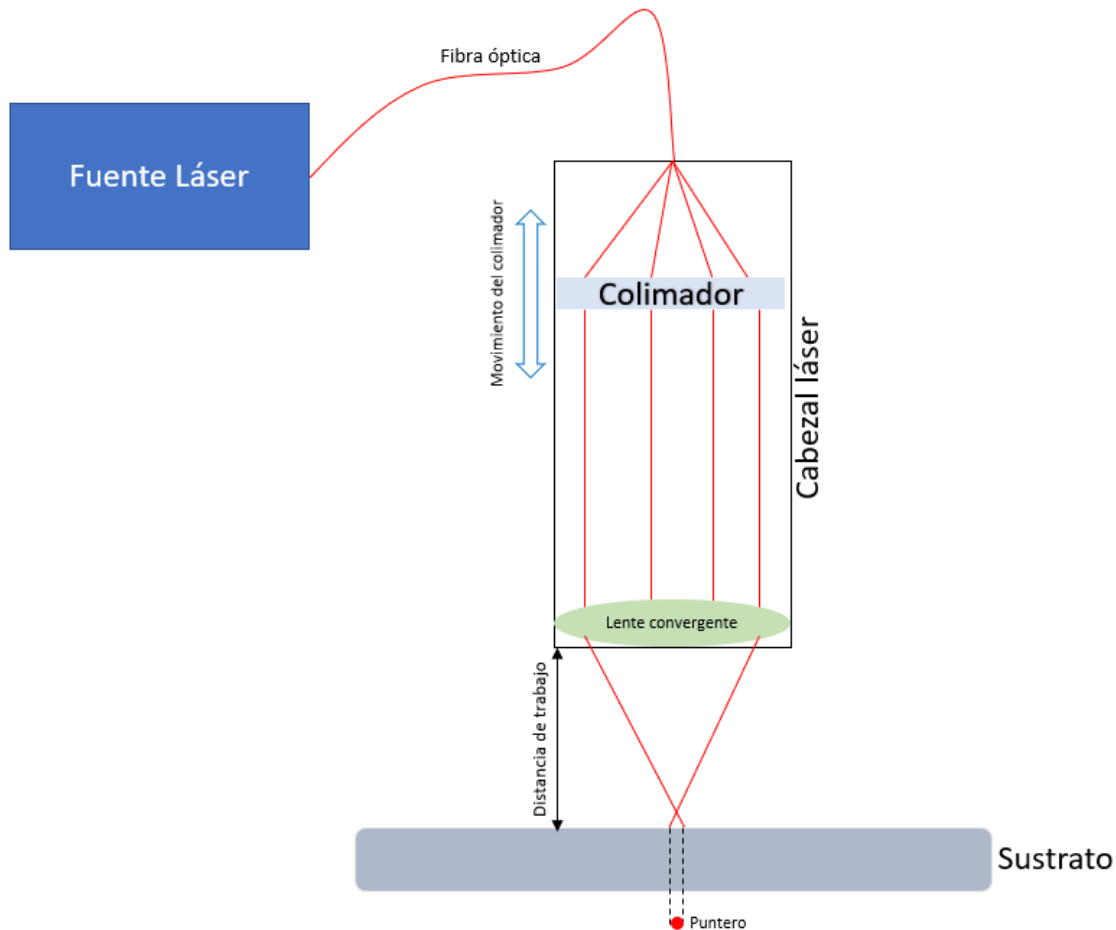 Fibra óptica
Fuente Láser
Movimiento del colimador
Colimador
Cabezal láser
Lente convergente
Distancia de trabajo
Sustrato
Puntero